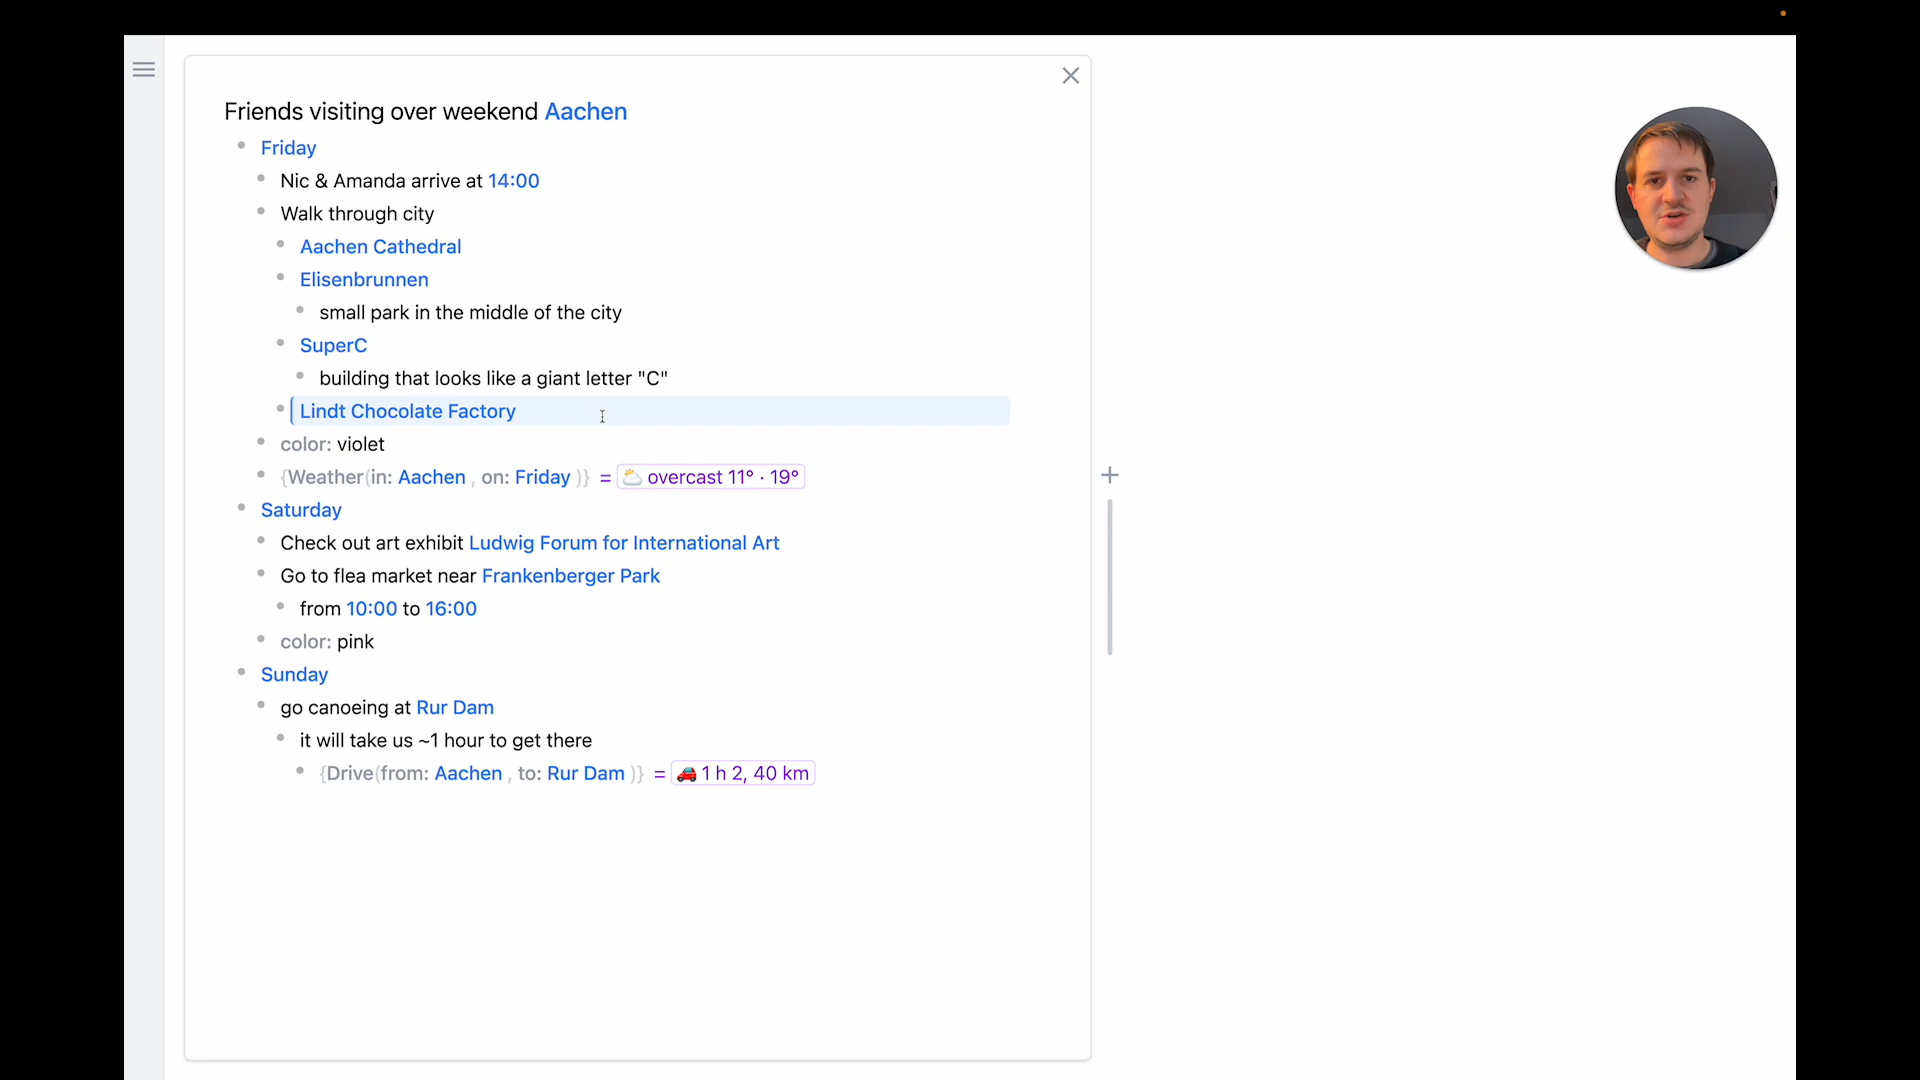 Friends visiting over weekend Aachen
Friday
Nic & Amanda arrive at 14:00
Walk through city
Aachen Cathedral
Elisenbrunnen
small park in the middle of the city
SuperC
building that looks like a giant letter "C"
Lindt Chocolate Factory
color: violet
{Weather(in: Aachen , on: Friday )} = overcast 11° · 19°
Saturday
Check out art exhibit Ludwig Forum for International Art
Go to flea market near Frankenberger Park
from 10:00 to 16:00
color: pink
Sunday
go canoeing at Rur Dam
it will take us ~1 hour to get there
{Drive(from: Aachen , to: Rur Dam )} = 1 h 2, 40 km